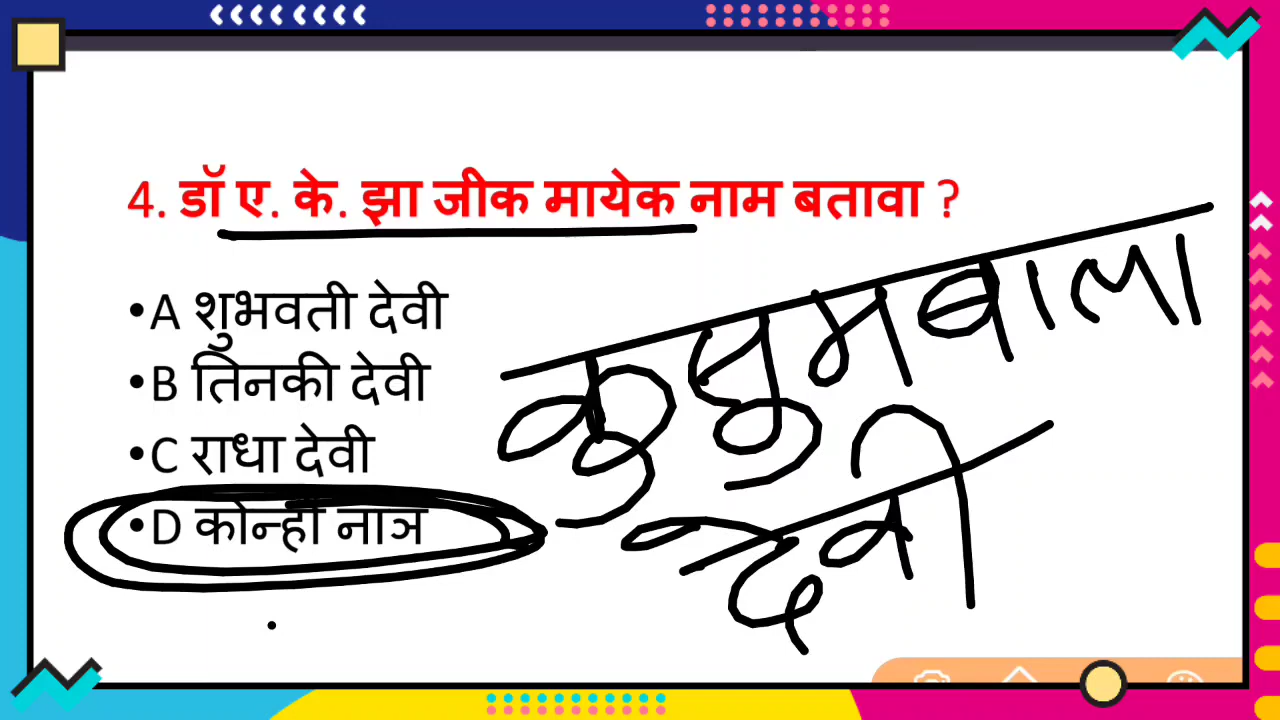 4. डॉ ए. के. झा जीक मायेक नाम बतावा ?
•A शुभवती देवी
•B तिनकी देवी
•C राधा देवी
•D कोन्हो नाञ
कुसुमबाला
देवी